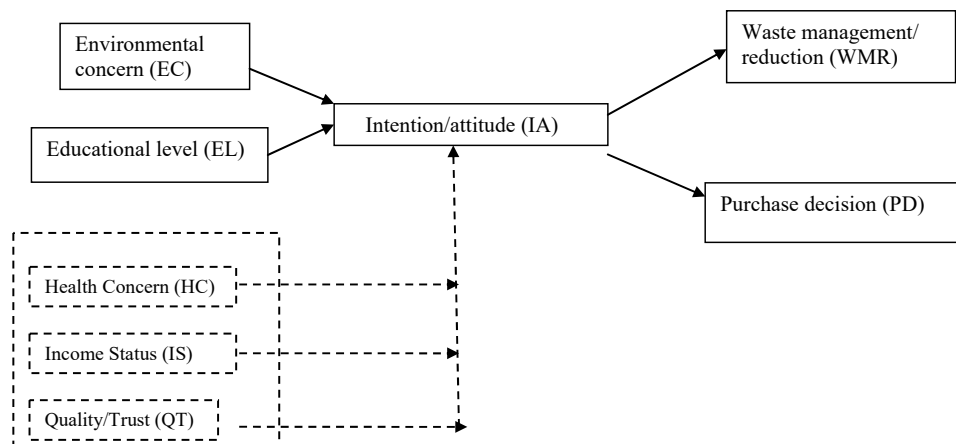 Environmental
concern (EC)
Educational level (EL)
Intention/attitude (IA)
Waste management/
reduction (WMR)
Purchase decision (PD)
Health Concern (HC)
Income Status (IS)
Quality/Trust (QT)